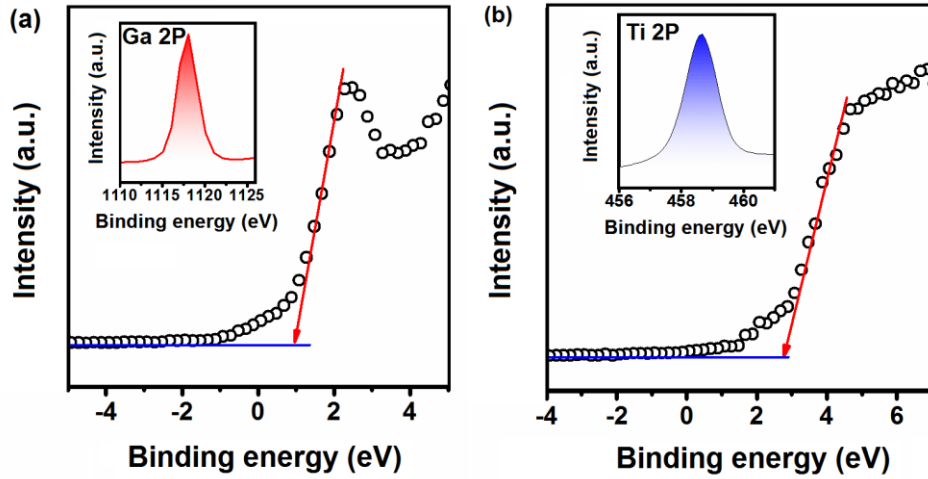 (a)
Ga 2P
Intensity (a.u.)
1110 1115 1120 1125
Binding energy (eV)
Intensity (a.u.)
-4 -2 0 2 4
Binding energy (eV)
(b)
Ti 2P
Intensity (a.u.)
456 458 460
Binding energy (eV)
Intensity (a.u.)
-4 -2 0 2 4 6
Binding energy (eV)